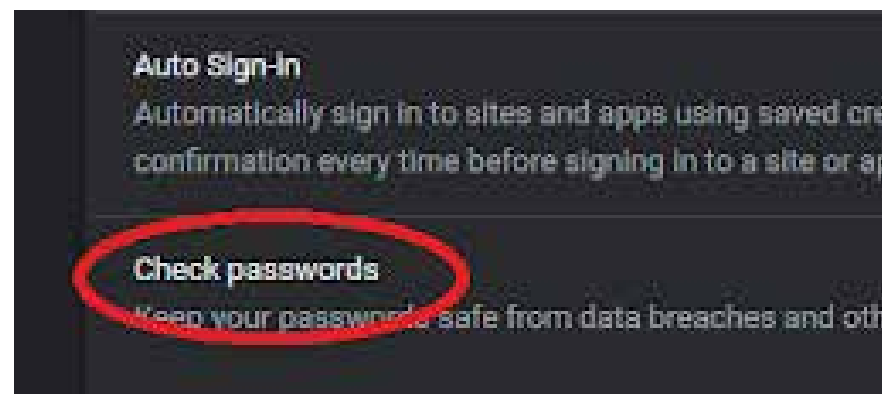 Auto Sign-in
Automatically sign in to sites and apps using saved cre
confirmation every time before signing in to a site or ap
Check passwords
Keep your passwords safe from data breaches and oth